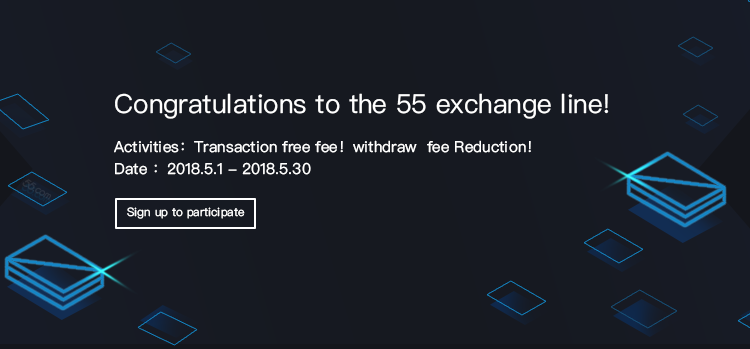 Congratulations to the 55 exchange line!
Activities： Transaction free fee！withdraw  fee Reduction！
Date： 2018.5.1 – 2018.5.30
Sign up to participate